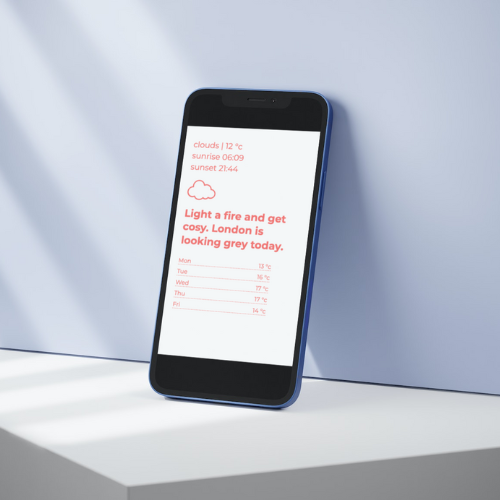 clouds | 12 °c
sunrise 06:09
sunset 21:44
Light a fire and get
cosy. London is
looking grey today.
Mon 13 °c
Tue 16 °c
Wed 17 °c
Thu 17 °c
Fri 14 °c